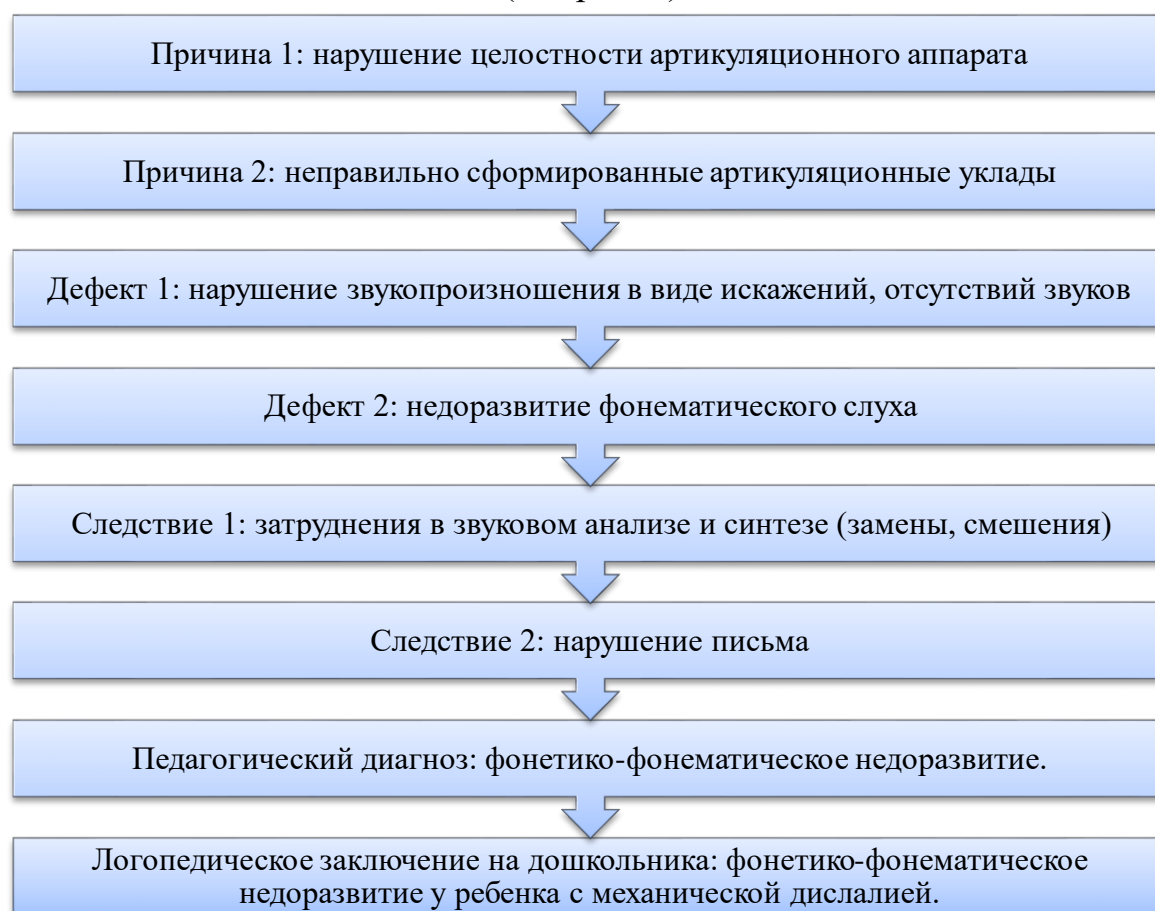 Причина 1: нарушение целостности артикуляционного аппарата
Причина 2: неправильно сформированные артикуляционные уклады
Дефект 1: нарушение звукопроизношения в виде искажений, отсутствий звуков
Дефект 2: недоразвитие фонематического слуха
Следствие 1: затруднения в звуковом анализе и синтезе (замены, смешения)
Следствие 2: нарушение письма
Педагогический диагноз: фонетико-фонематическое недоразвитие.
Логопедическое заключение на дошкольника: фонетико-фонематическое
недоразвитие у ребенка с механической дислалией.